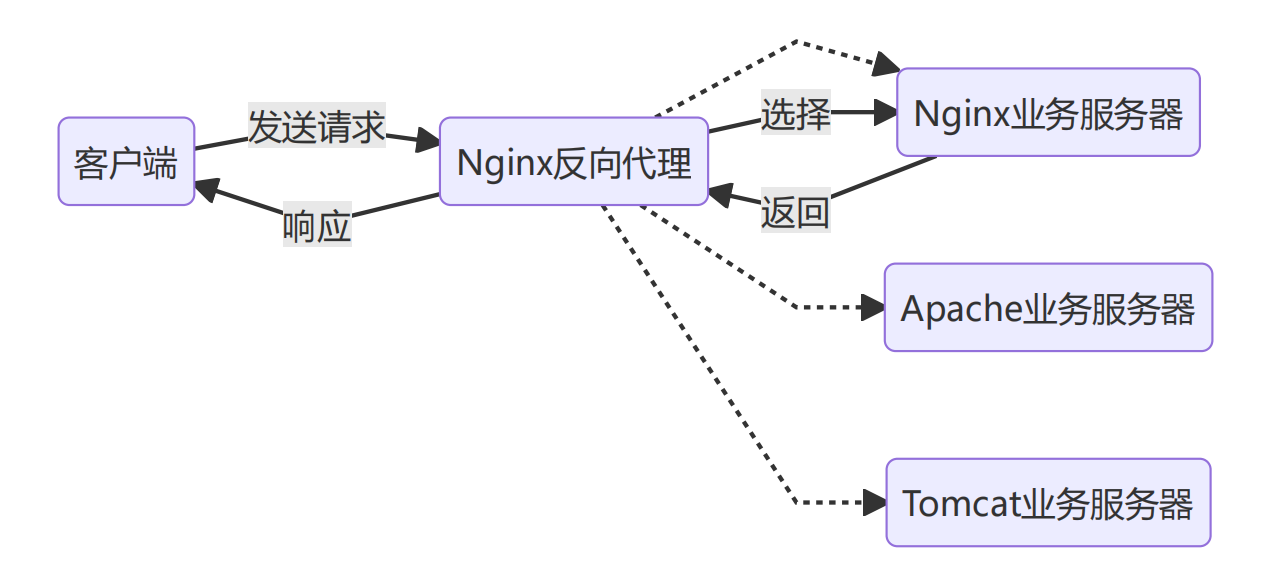 客户端
发送请求
响应
Nginx反向代理
选择
返回
Nginx业务服务器
Apache业务服务器
Tomcat业务服务器